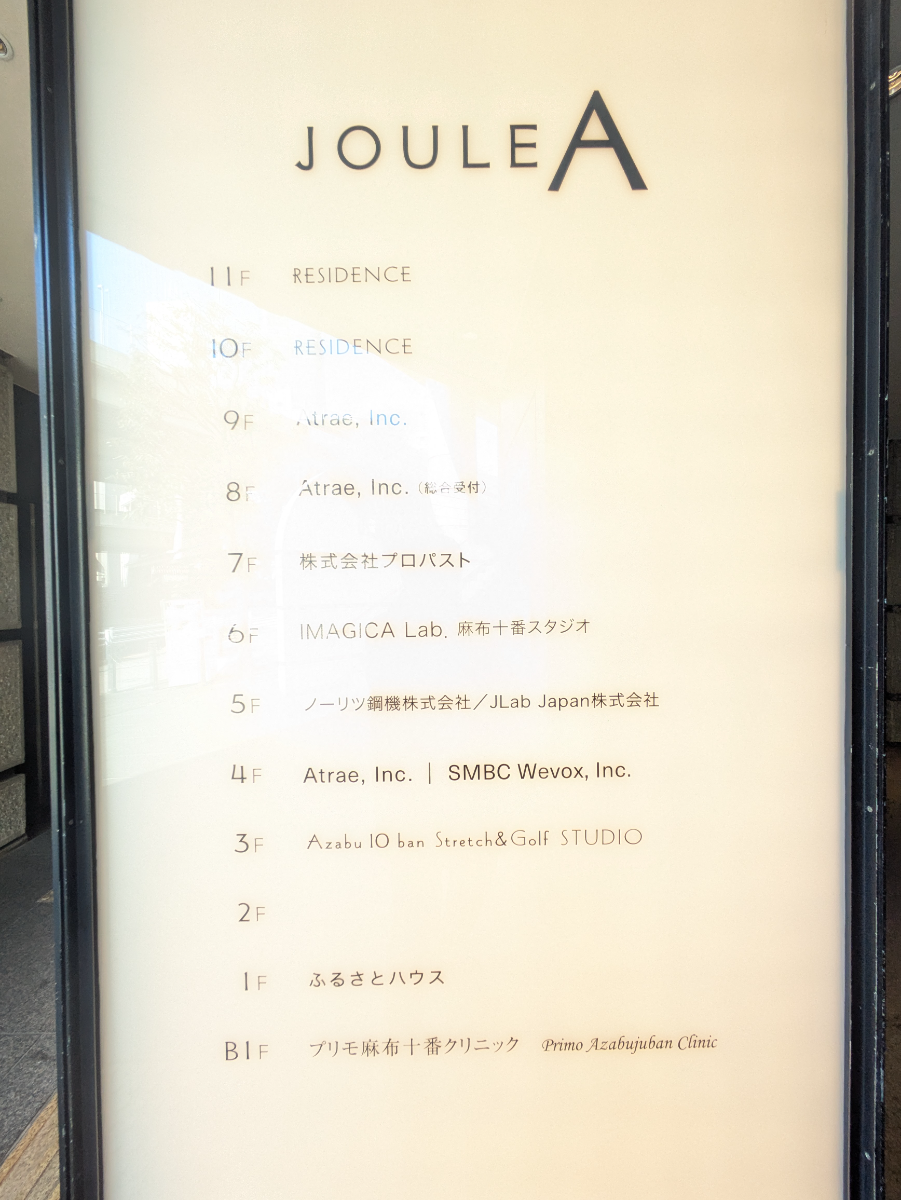 JOULE A
11F RESIDENCE
10F RESIDENCE
9F Atrae, Inc.
8F Atrae, Inc. (総合受付)
7F 株式会社プロパスト
6F IMAGICA Lab. 麻布十番スタジオ
5F ノーリツ鋼機株式会社／JLab Japan株式会社
4F Atrae, Inc. | SMBC Wevox, Inc.
3F Azabu 10 ban Stretch&Golf STUDIO
2F
1F ふるさとハウス
B1F プリモ麻布十番クリニック Primo Azabujuban Clinic